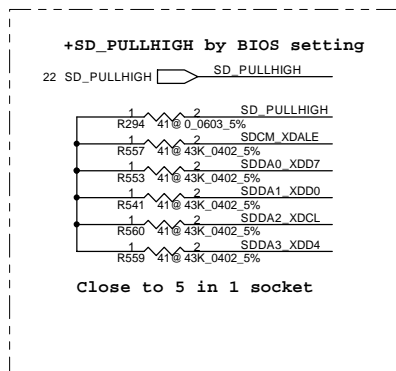 +SD_PULLHIGH by BIOS setting
22 SD_PULLHIGH SD_PULLHIGH
1 2 SD_PULLHIGH
R294 41@ 0_0603_5%
1 2 SDCM_XDALE
R557 41@ 43K_0402_5%
1 2 SDDA0_XDD7
R553 41@ 43K_0402_5%
1 2 SDDA1_XDD0
R541 41@ 43K_0402_5%
1 2 SDDA2_XDCL
R560 41@ 43K_0402_5%
1 2 SDDA3_XDD4
R559 41@ 43K_0402_5%
Close to 5 in 1 socket